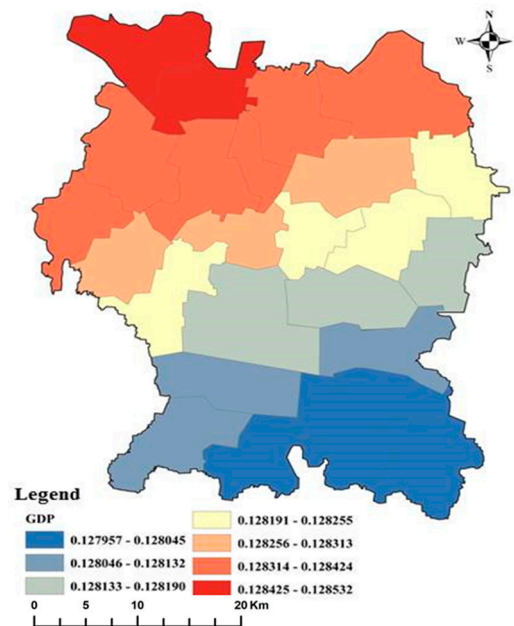 N
W E
S
Legend
GDP
0.127957 - 0.128045
0.128046 - 0.128132
0.128133 - 0.128190
0.128191 - 0.128255
0.128256 - 0.128313
0.128314 - 0.128424
0.128425 - 0.128532
0 5 10 20 Km